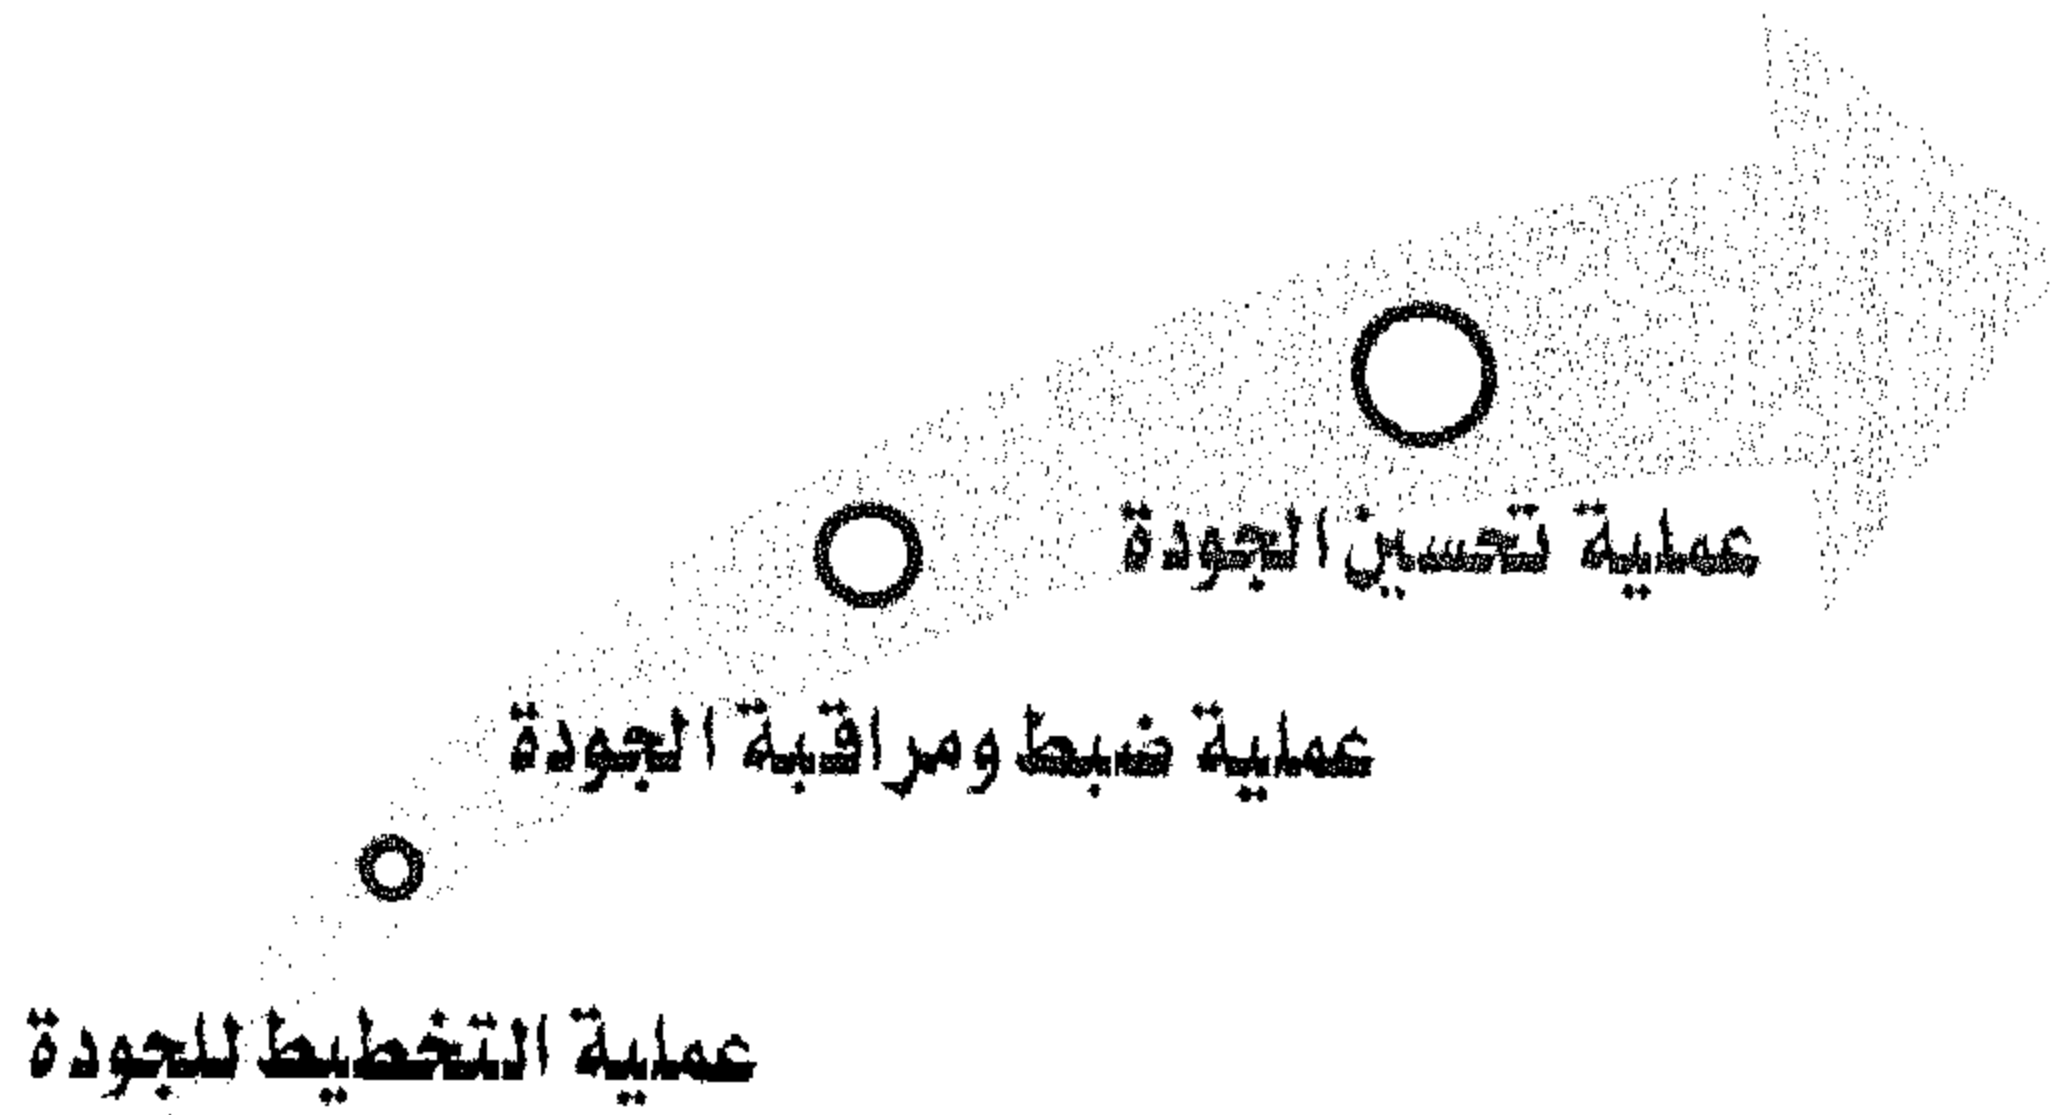 عملية تحسين الجودة
عملية ضبط ومراقبة الجودة
عملية التخطيط للجودة